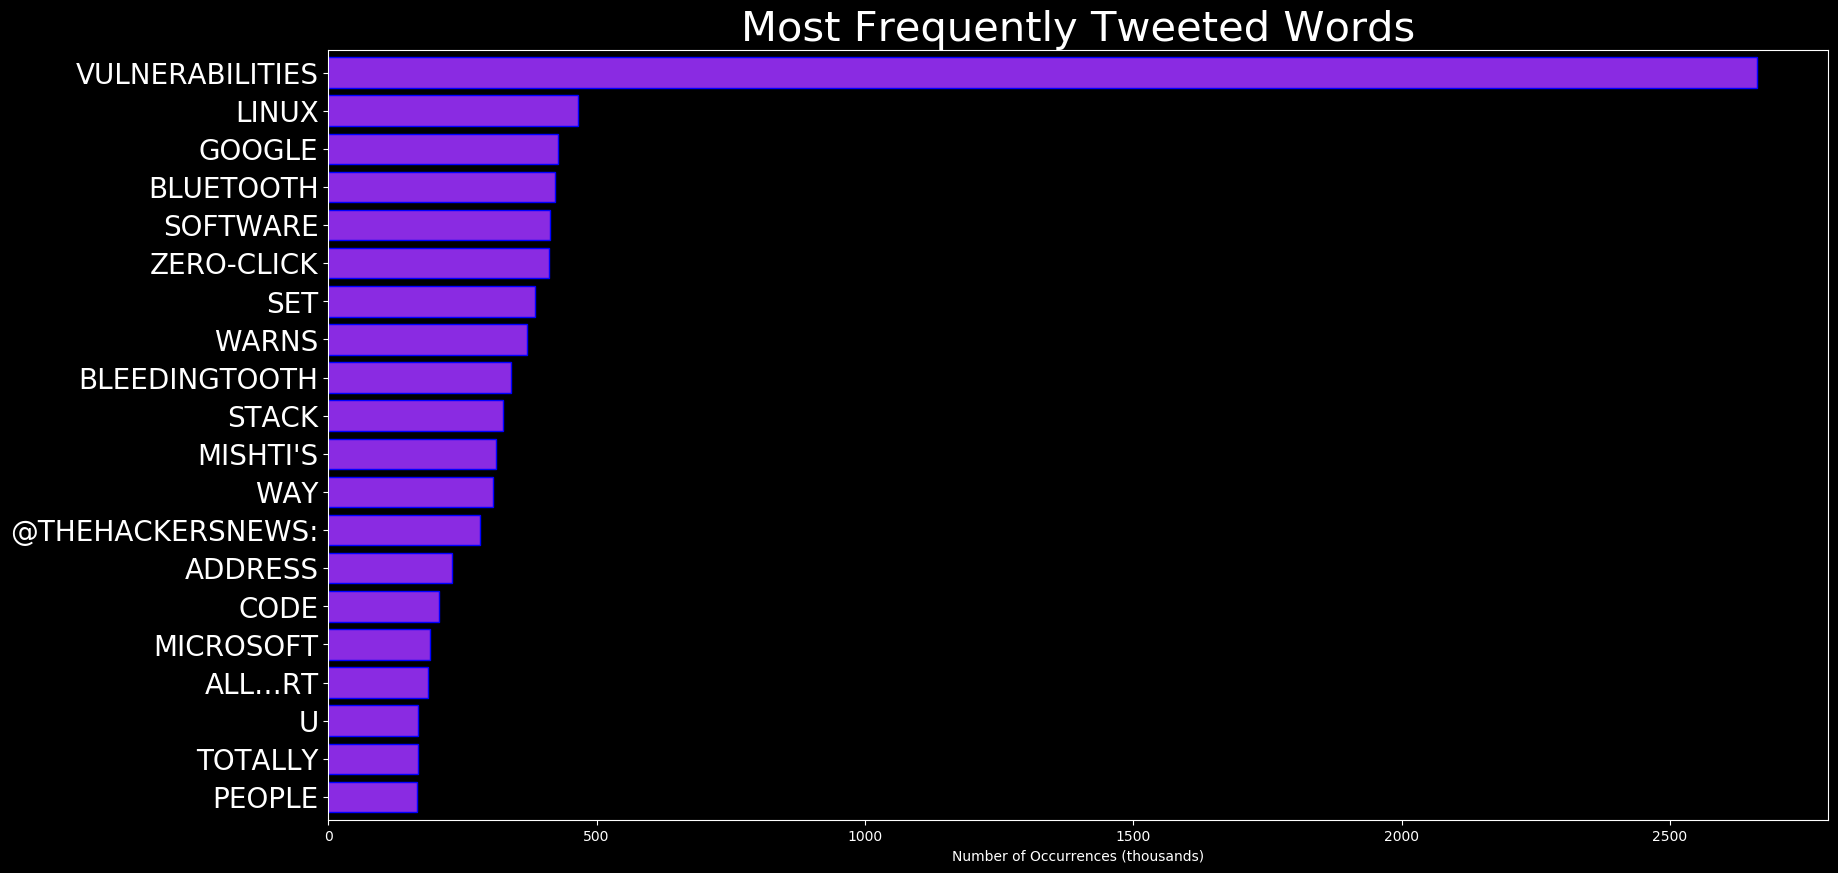 Most Frequently Tweeted Words
VULNERABILITIES
LINUX
GOOGLE
BLUETOOTH
SOFTWARE
ZERO-CLICK
SET
WARNS
BLEEDINGTOOTH
STACK
MISHTI'S
WAY
@THEHACKERSNEWS:
ADDRESS
CODE
MICROSOFT
ALL…RT
U
TOTALLY
PEOPLE
0 500 1000 1500 2000 2500
Number of Occurrences (thousands)